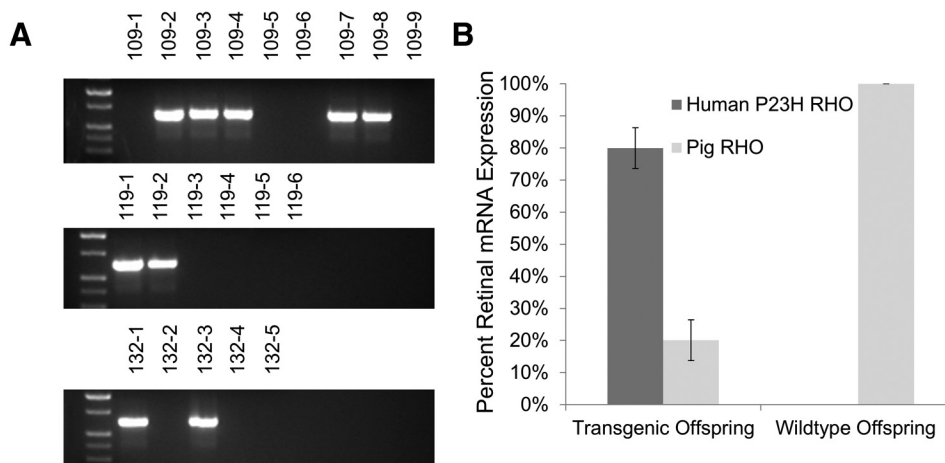 A
109-1 109-2 109-3 109-4 109-5 109-6 109-7 109-8 109-9
119-1 119-2 119-3 119-4 119-5 119-6
132-1 132-2 132-3 132-4 132-5
B
Percent Retinal mRNA Expression
100%
90%
80%
70%
60%
50%
40%
30%
20%
10%
0%
Human P23H RHO
Pig RHO
Transgenic Offspring Wildtype Offspring